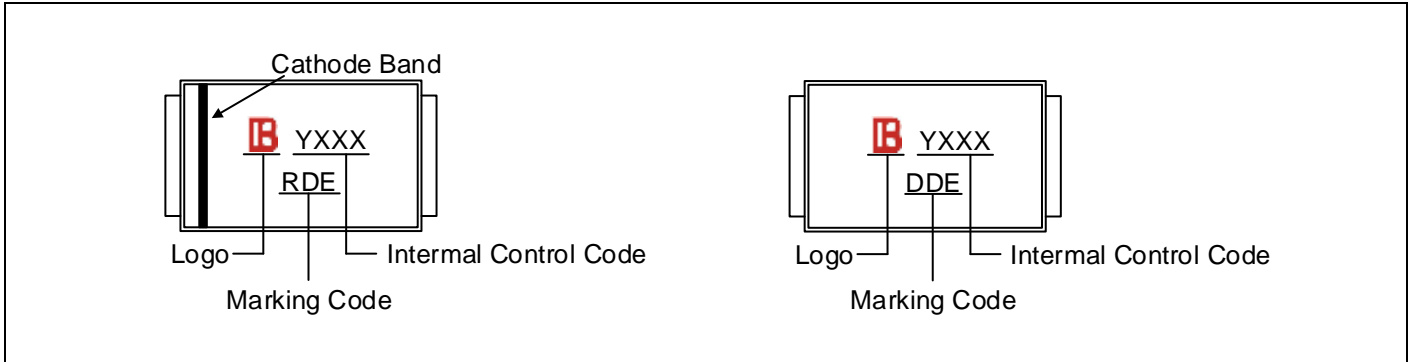 Cathode Band
B YXXX
RDE
Logo
Intermal Control Code
Marking Code
B YXXX
DDE
Logo
Intermal Control Code
Marking Code